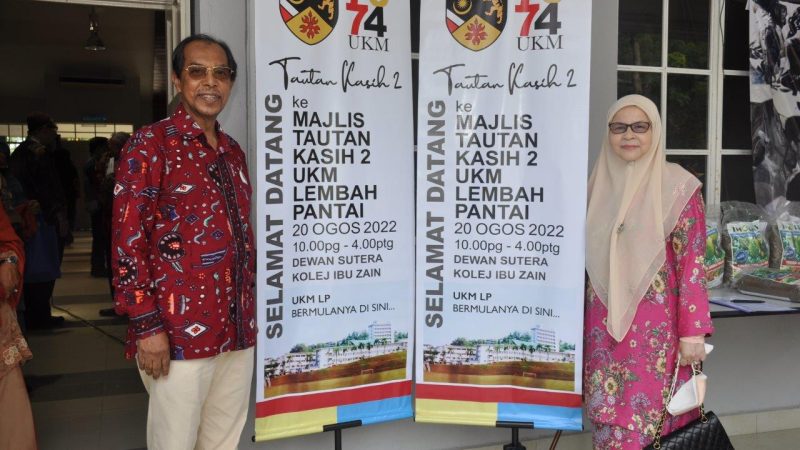 174
UKM
Tautan Kasih 2
SELAMAT DATANG
ke
MAJLIS
TAUTAN
KASIH 2
UKM
LEMBAH
PANTAI
20 OGOS 2022
10.00pg - 4.00ptg
DEWAN SUTERA
KOLEJ IBU ZAIN
UKM LP
BERMULANYA DI SINI...
174
UKM
Tautan Kasih 2
SELAMAT DATANG
ke
MAJLIS
TAUTAN
KASIH 2
UKM
LEMBAH
PANTAI
20 OGOS 2022
10.00pg - 4.00ptg
DEWAN SUTERA
KOLEJ IBU ZAIN
UKM LP
BERMULANYA DI SINI...